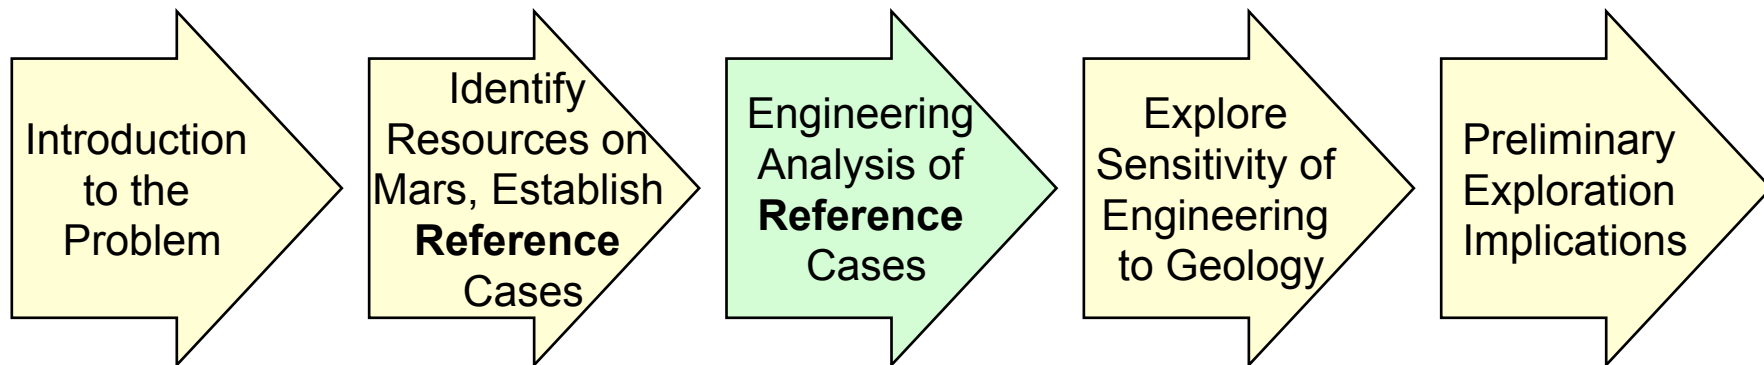 Introduction
to the
Problem
Identify
Resources on
Mars, Establish
Reference
Cases
Engineering
Analysis of
Reference
Cases
Explore
Sensitivity of
Engineering
to Geology
Preliminary
Exploration
Implications